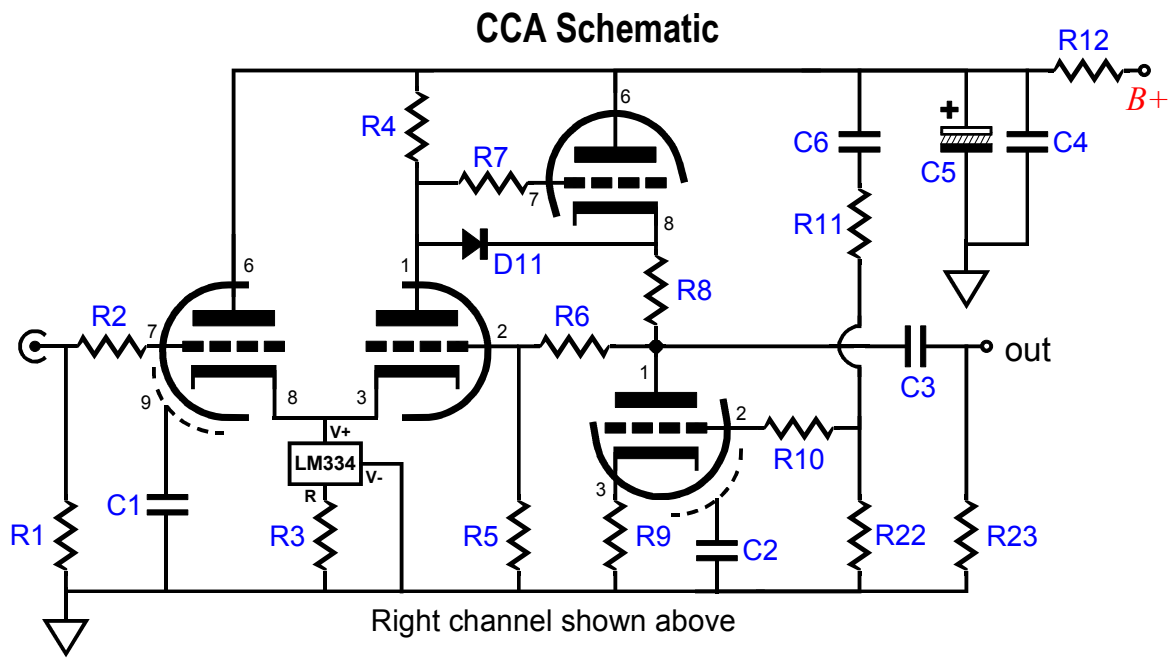 CCA Schematic
R12
B+
6
R4
+
C6
C5
C4
R7
7
8
R11
D11
6
1
R8
R2
7
2
R6
out
C3
1
9
8
3
2
V+
LM334
V-
R10
R
3
C1
R1
R3
R5
R9
C2
R22
R23
Right channel shown above